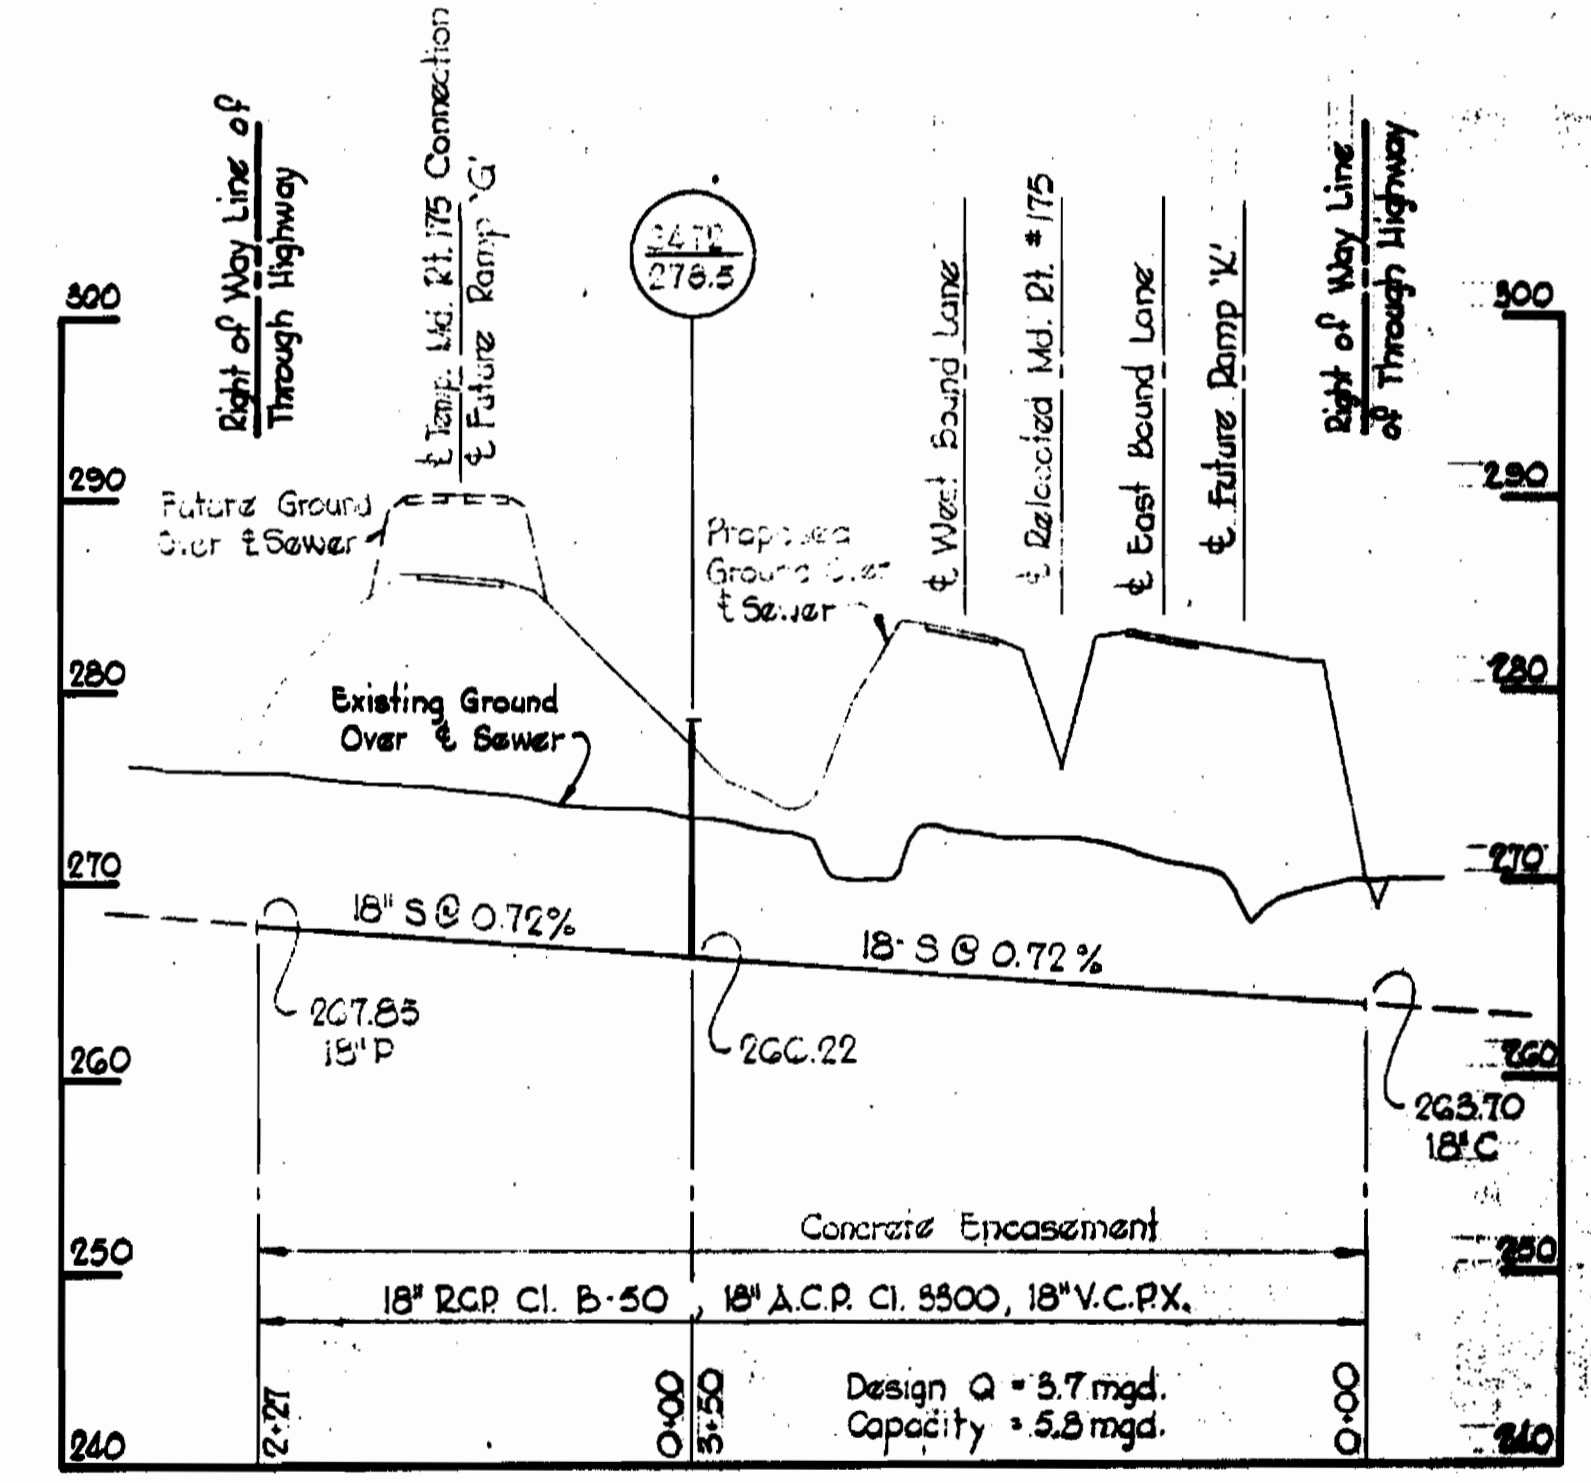 Right of Way Line of
Through Highway
℄ Temp. Md. Rt. 175 Connection
℄ Future Ramp 'G'
278.5
℄ West Bound Lane
℄ Relocated Md. Rt. #175
℄ East Bound Lane
℄ Future Ramp 'K'
Right of Way Line
of Through Highway
300
300
290
290
Future Ground
Over ℄ Sewer
Proposed
Ground Over
℄ Sewer
280
280
Existing Ground
Over ℄ Sewer
270
270
18" S @ 0.72%
18" S @ 0.72%
267.85
18" P
266.22
260
260
263.70
18" C
Concrete Encasement
250
250
18" R.C.P. Cl. B-50, 18" A.C.P. Cl. 3300, 18" V.C.P.X.
2+27
0+00
3+50
Design Q = 3.7 mgd.
Capacity = 5.8 mgd.
0+00
240
240